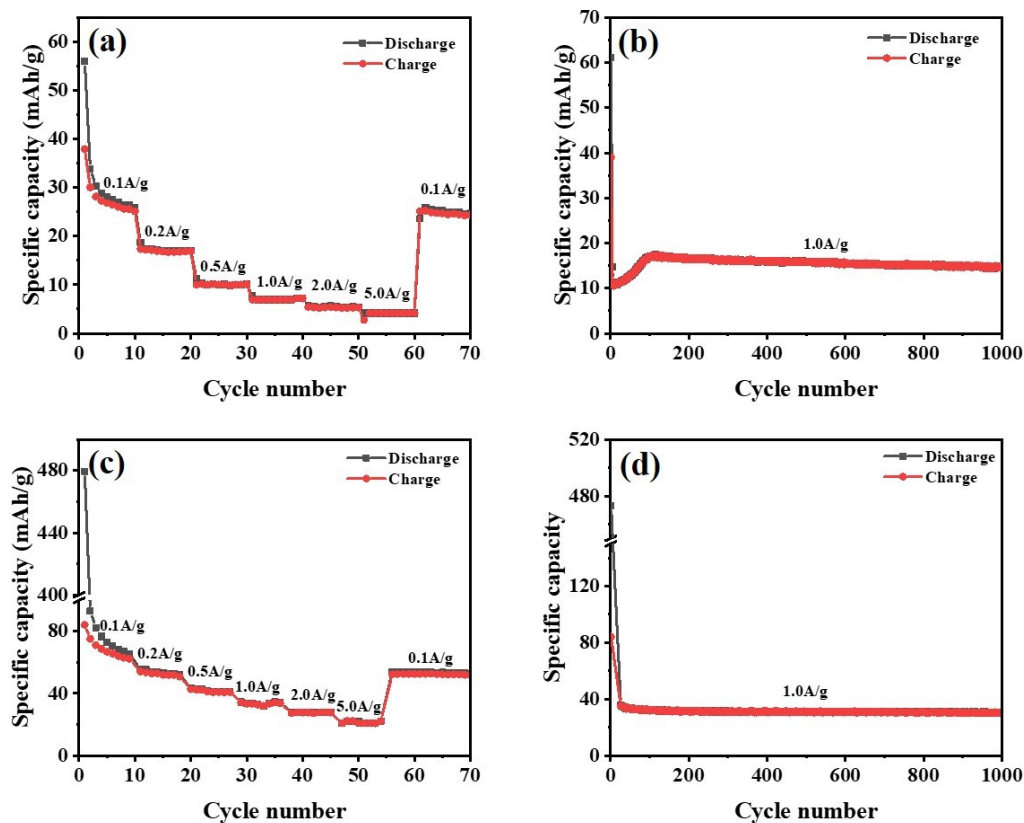 (a)
Discharge
Charge
Specific capacity (mAh/g)
60
50
40
30
20
10
0
0.1A/g
0.2A/g
0.5A/g
1.0A/g
2.0A/g
5.0A/g
0.1A/g
0 10 20 30 40 50 60 70
Cycle number
(b)
Discharge
Charge
Specific capacity (mAh/g)
70
60
50
40
30
20
10
0
1.0A/g
0 200 400 600 800 1000
Cycle number
(c)
Discharge
Charge
Specific capacity (mAh/g)
480
440
400
80
40
0
0.1A/g
0.2A/g
0.5A/g
1.0A/g
2.0A/g
5.0A/g
0.1A/g
0 10 20 30 40 50 60 70
Cycle number
(d)
Discharge
Charge
Specific capacity
520
480
120
80
40
0
1.0A/g
0 200 400 600 800 1000
Cycle number